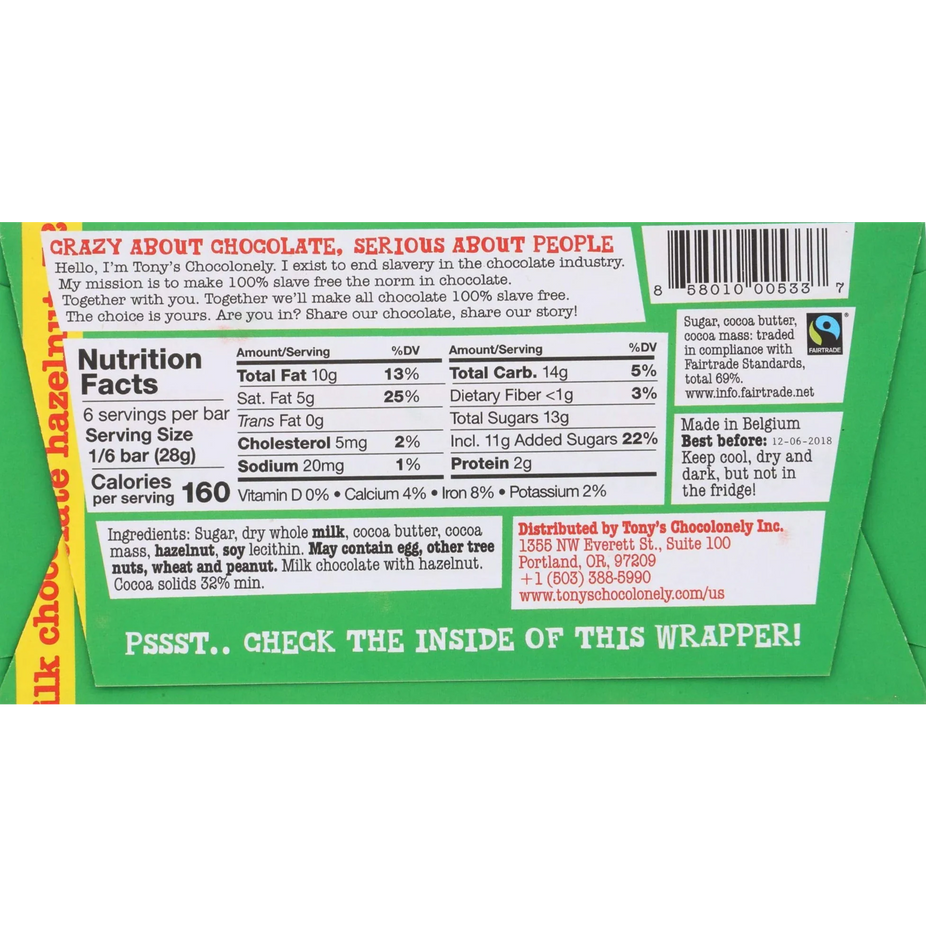 CRAZY ABOUT CHOCOLATE, SERIOUS ABOUT PEOPLE
Hello, I'm Tony's Chocolonely. I exist to end slavery in the chocolate industry.
My mission is to make 100% slave free the norm in chocolate.
Together with you. Together we'll make all chocolate 100% slave free.
The choice is yours. Are you in? Share our chocolate, share our story!
8 58010 00533 7
Sugar, cocoa butter,
cocoa mass: traded
in compliance with
Fairtrade Standards,
total 69%.
www.info.fairtrade.net
FAIRTRADE
®
Nutrition
Facts
6 servings per bar
Serving Size
1/6 bar (28g)
Calories
per serving 160
Amount/Serving %DV
Total Fat 10g 13%
Sat. Fat 5g 25%
Trans Fat 0g
Cholesterol 5mg 2%
Sodium 20mg 1%
Amount/Serving %DV
Total Carb. 14g 5%
Dietary Fiber <1g 3%
Total Sugars 13g
Incl. 11g Added Sugars 22%
Protein 2g
Vitamin D 0% • Calcium 4% • Iron 8% • Potassium 2%
Made in Belgium
Best before: 12-06-2018
Keep cool, dry and
dark, but not in
the fridge!
Ingredients: Sugar, dry whole milk, cocoa butter, cocoa
mass, hazelnut, soy lecithin. May contain egg, other tree
nuts, wheat and peanut. Milk chocolate with hazelnut.
Cocoa solids 32% min.
Distributed by Tony's Chocolonely Inc.
1355 NW Everett St., Suite 100
Portland, OR, 97209
+1 (503) 388-5990
www.tonyschocolonely.com/us
PSSST.. CHECK THE INSIDE OF THIS WRAPPER!